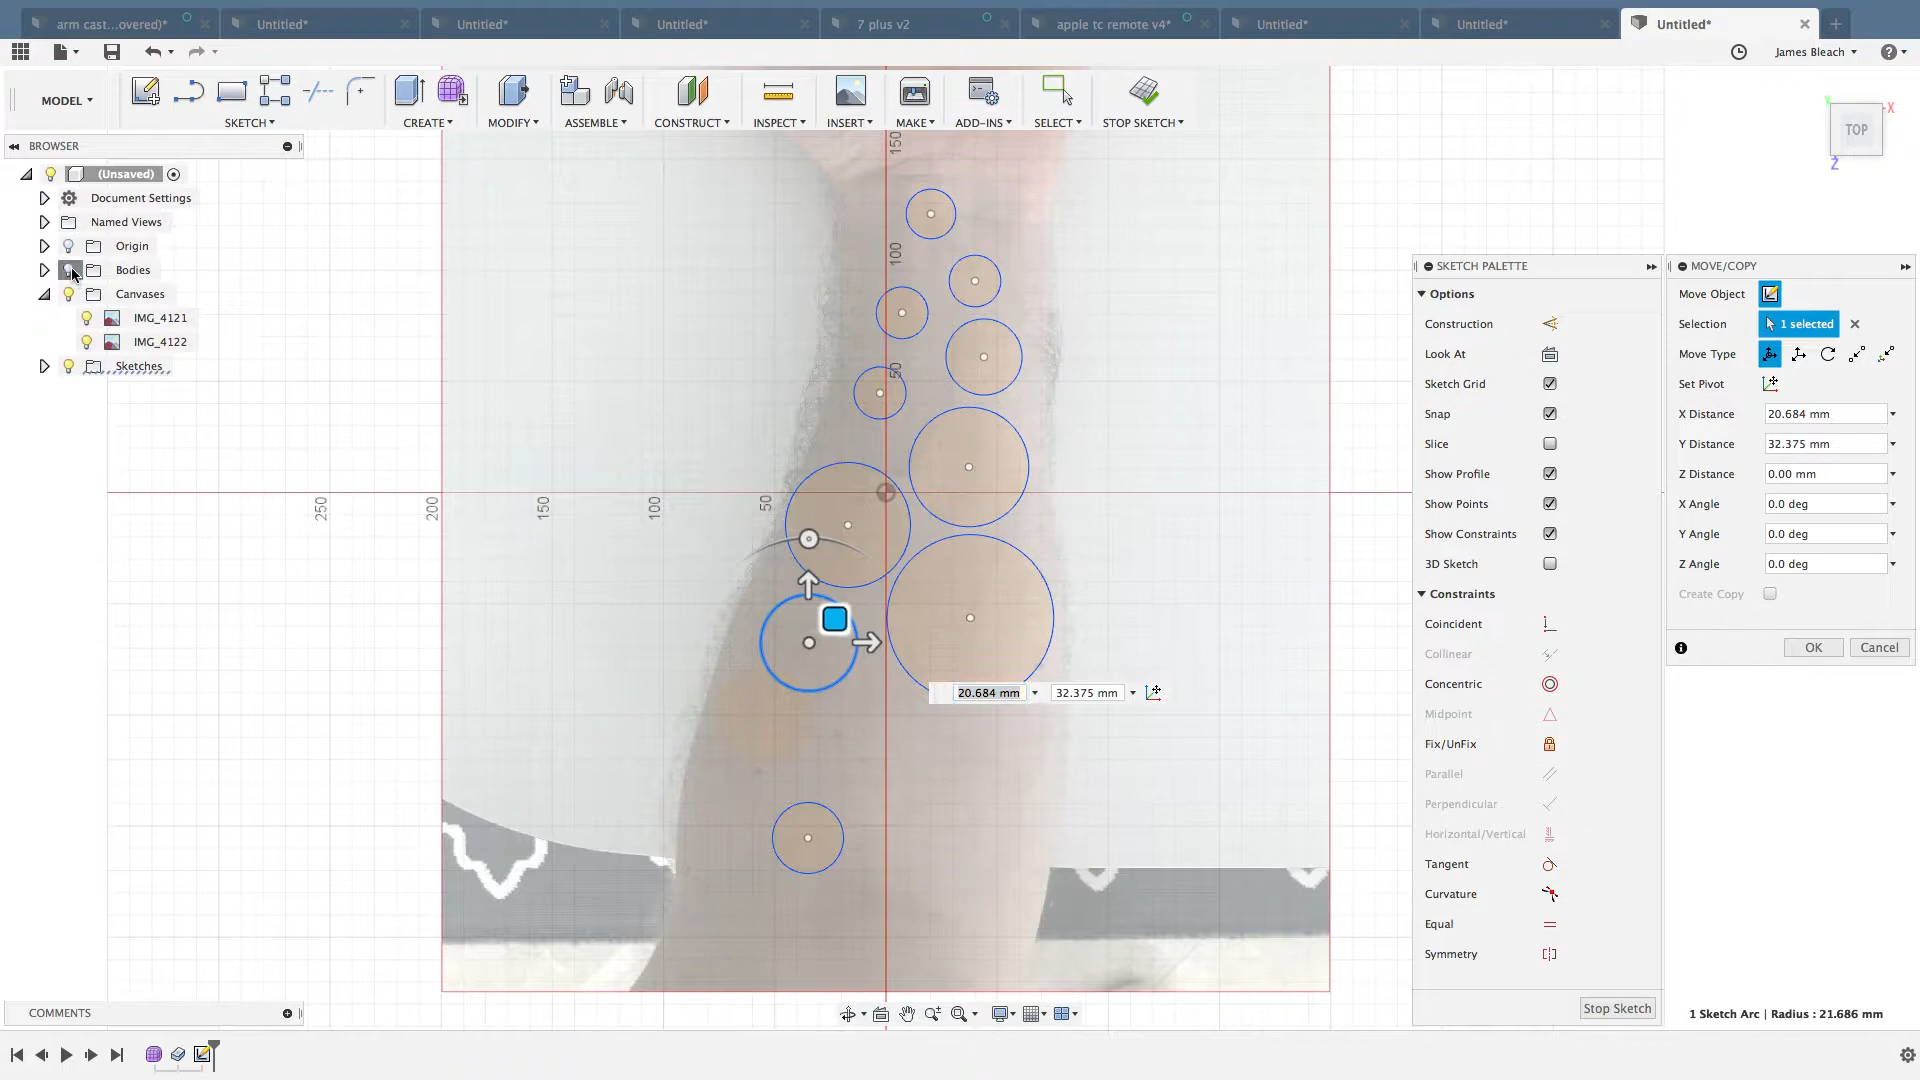 arm cast...overed)*
Untitled*
Untitled*
Untitled*
7 plus v2
apple tc remote v4*
Untitled*
Untitled*
Untitled*
James Bleach
MODEL
SKETCH
CREATE
MODIFY
ASSEMBLE
CONSTRUCT
INSPECT
INSERT
MAKE
ADD-INS
SELECT
STOP SKETCH
TOP
X
Z
BROWSER
(Unsaved)
Document Settings
Named Views
Origin
Bodies
Canvases
IMG_4121
IMG_4122
Sketches
150
100
50
250
200
150
100
50
20.684 mm
32.375 mm
SKETCH PALETTE
Options
Construction
Look At
Sketch Grid
Snap
Slice
Show Profile
Show Points
Show Constraints
3D Sketch
Constraints
Coincident
Collinear
Concentric
Midpoint
Fix/UnFix
Parallel
Perpendicular
Horizontal/Vertical
Tangent
Curvature
Equal
Symmetry
Stop Sketch
MOVE/COPY
Move Object
Selection 1 selected
Move Type
Set Pivot
X Distance 20.684 mm
Y Distance 32.375 mm
Z Distance 0.00 mm
X Angle 0.0 deg
Y Angle 0.0 deg
Z Angle 0.0 deg
Create Copy
OK Cancel
COMMENTS
1 Sketch Arc | Radius : 21.686 mm